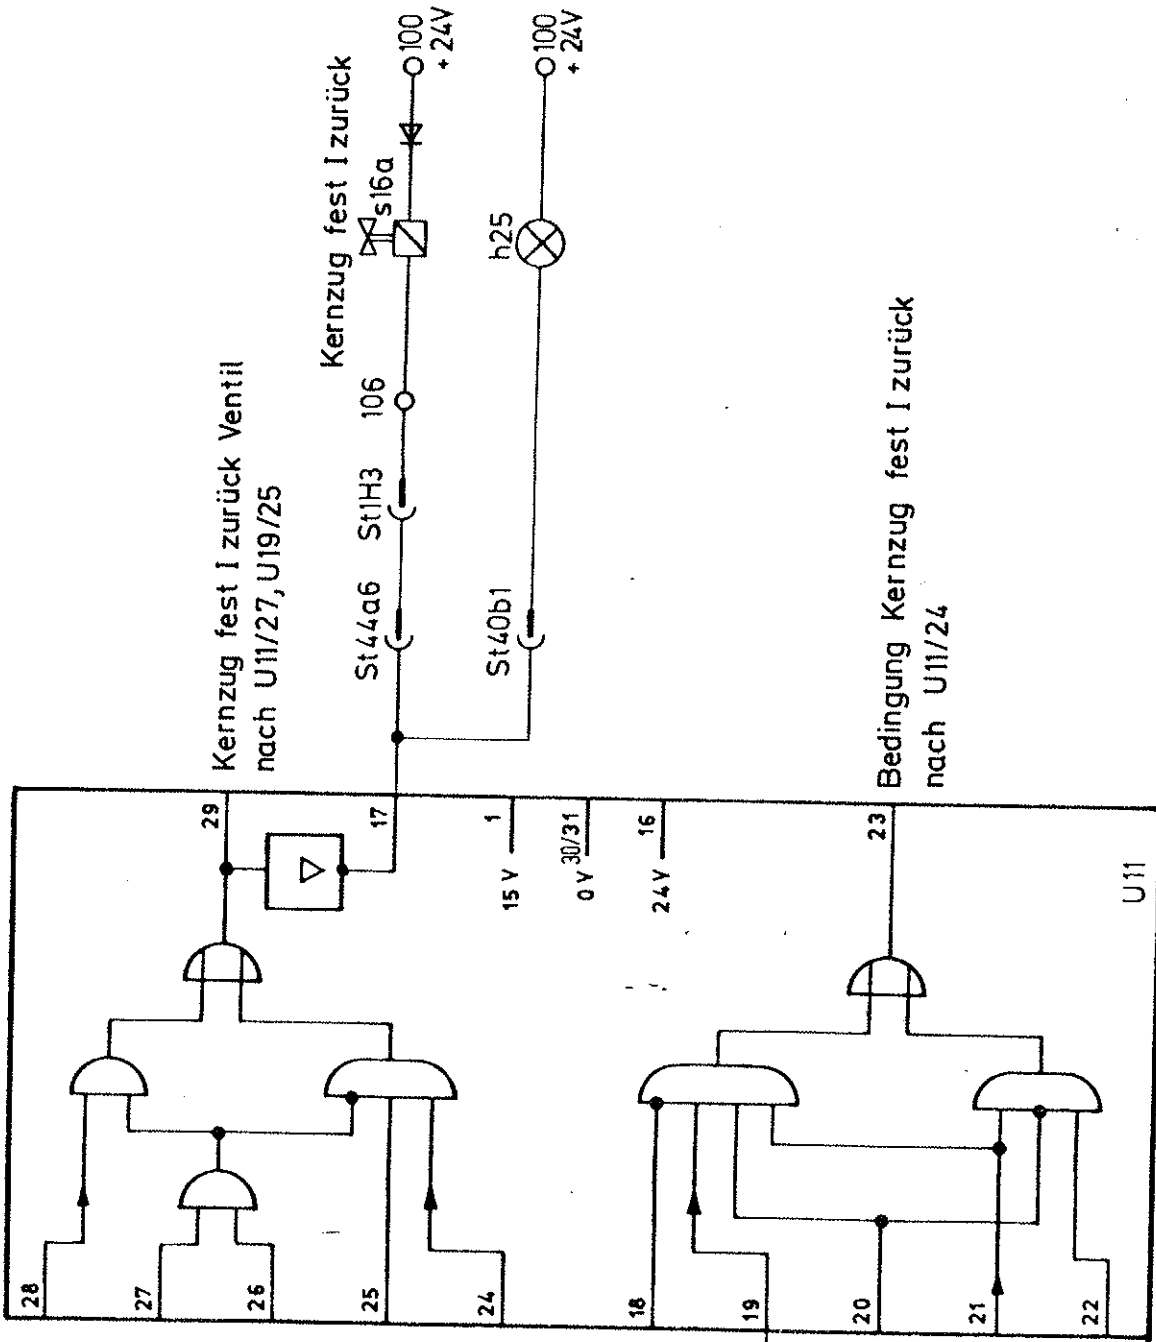 28
27
26
25
24
18
19
20
21
22
29
17
15 V
1
0 V
30/31
24V
16
23
U11
Kernzug fest I zurück Ventil
nach U11/27, U19/25
St44a6
St1H3
106
Kernzug fest I zurück
s16a
100
+24V
St40b1
h25
100
+24V
Bedingung Kernzug fest I zurück
nach U11/24